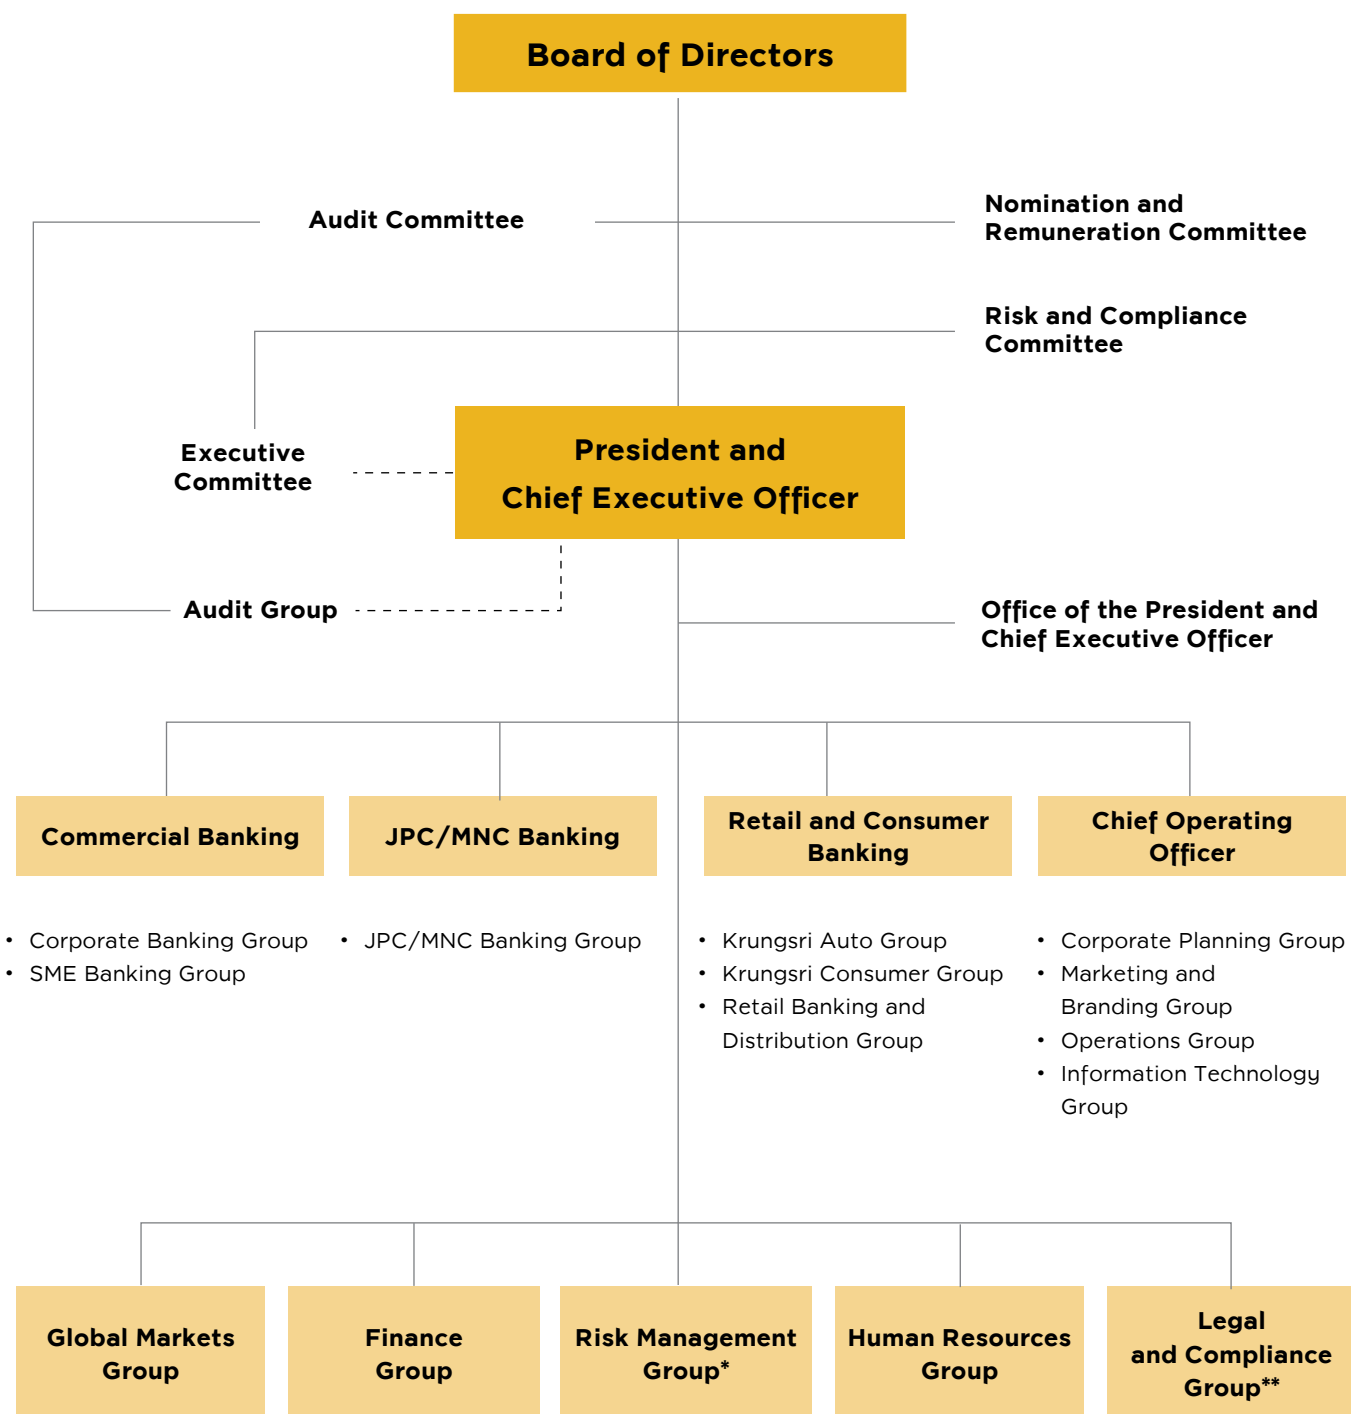 Board of Directors
Audit Committee
Nomination and
Remuneration Committee
Risk and Compliance
Committee
Executive
Committee
President and
Chief Executive Officer
Audit Group
Office of the President and
Chief Executive Officer
Commercial Banking
• Corporate Banking Group
• SME Banking Group
JPC/MNC Banking
• JPC/MNC Banking Group
Retail and Consumer
Banking
• Krungsri Auto Group
• Krungsri Consumer Group
• Retail Banking and
Distribution Group
Chief Operating
Officer
• Corporate Planning Group
• Marketing and
Branding Group
• Operations Group
• Information Technology
Group
Global Markets
Group
Finance
Group
Risk Management
Group*
Human Resources
Group
Legal
and Compliance
Group**